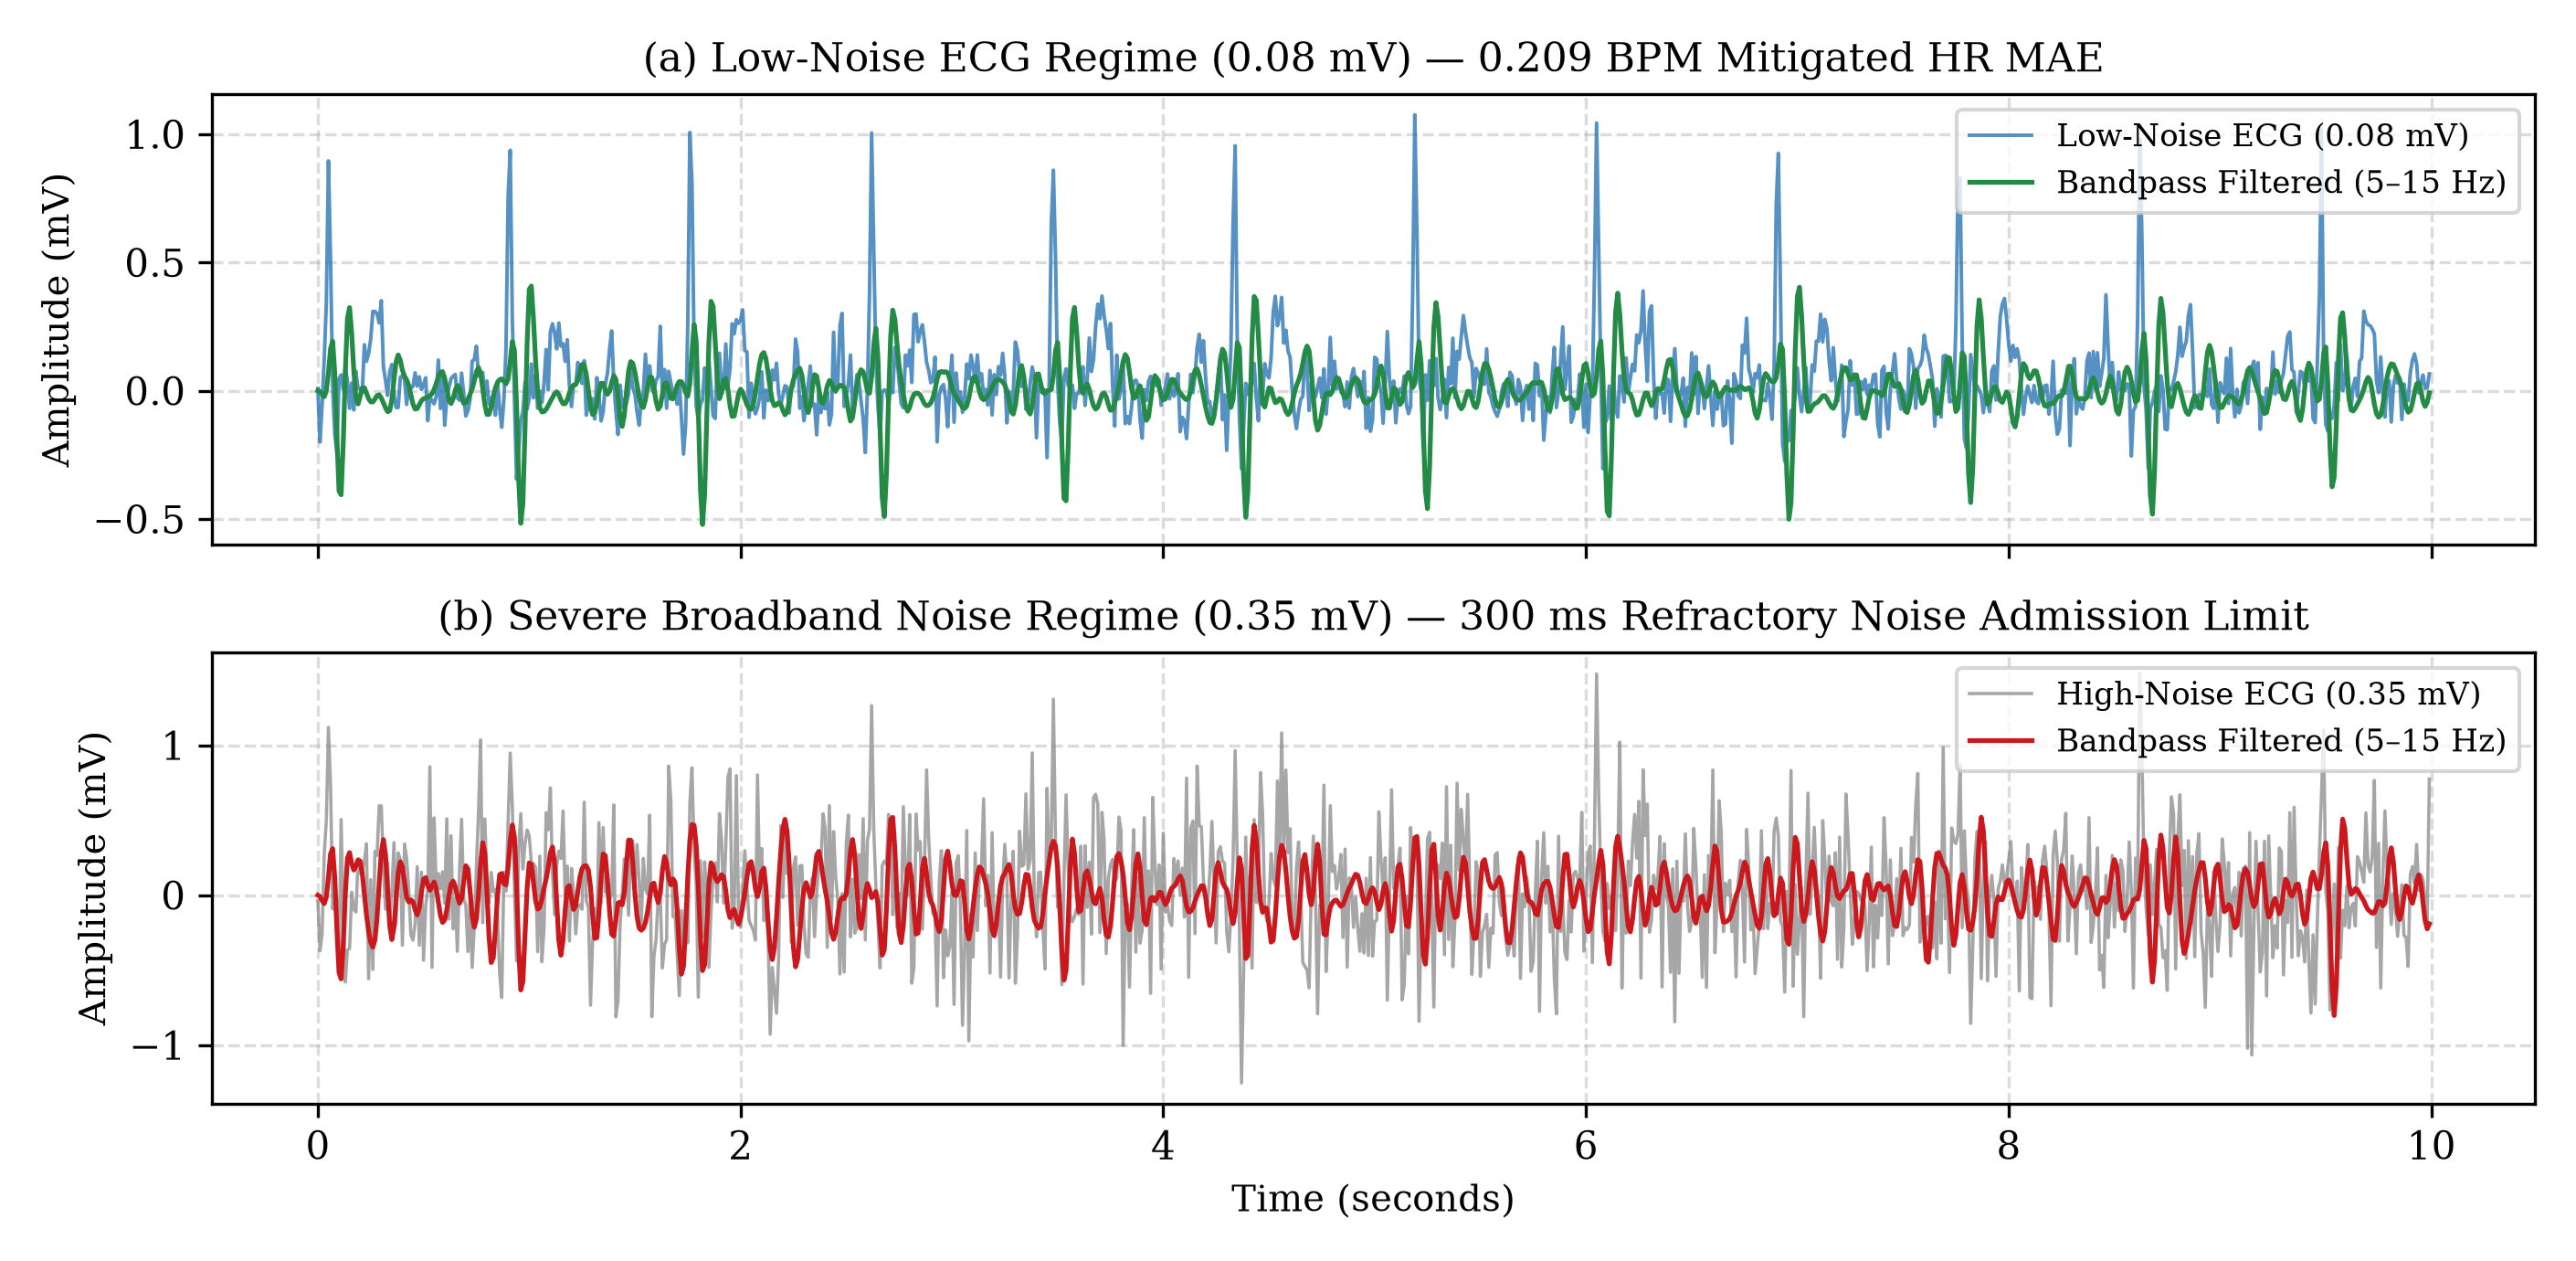 (a) Low-Noise ECG Regime (0.08 mV) — 0.209 BPM Mitigated HR MAE
Amplitude (mV)
1.0
0.5
0.0
−0.5
Low-Noise ECG (0.08 mV)
Bandpass Filtered (5–15 Hz)
(b) Severe Broadband Noise Regime (0.35 mV) — 300 ms Refractory Noise Admission Limit
Amplitude (mV)
1
0
−1
High-Noise ECG (0.35 mV)
Bandpass Filtered (5–15 Hz)
0 2 4 6 8 10
Time (seconds)